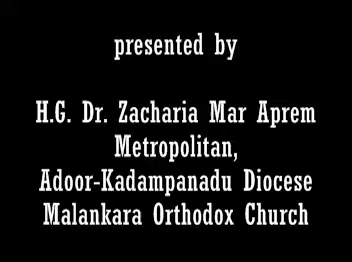 presented by
H.G. Dr. Zacharia Mar Aprem
Metropolitan,
Adoor-Kadampanadu Diocese
Malankara Orthodox Church